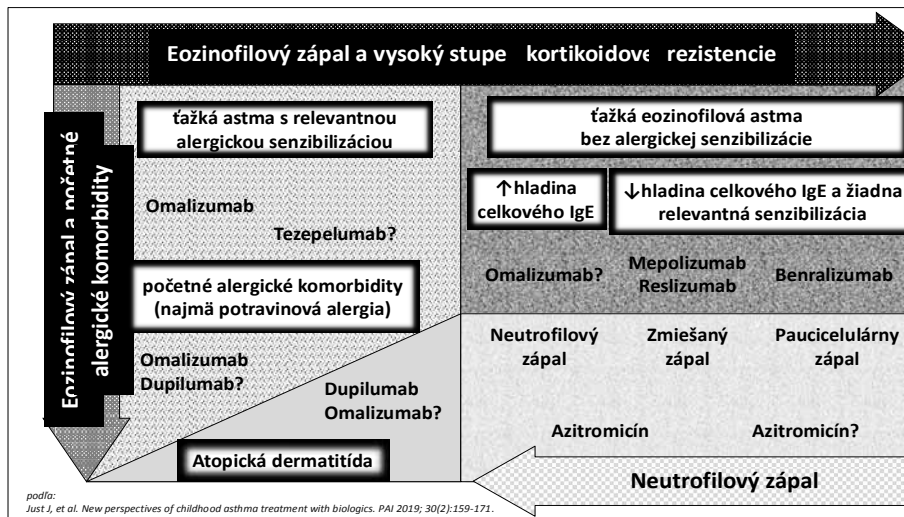 Eozinofilový zápal a vysoký stupe kortikoidove rezistencie
Eozinofilový zápal a početné
alergické komorbidity
ťažká astma s relevantnou
alergickou senzibilizáciou
Omalizumab
Tezepelumab?
početné alergické komorbidity
(najmä potravinová alergia)
Omalizumab
Dupilumab?
Dupilumab
Omalizumab?
Atopická dermatitída
ťažká eozinofilová astma
bez alergickej senzibilizácie
↑hladina
celkového IgE
↓hladina celkového IgE a žiadna
relevantná senzibilizácia
Omalizumab?
Mepolizumab
Reslizumab
Benralizumab
Neutrofilový
zápal
Zmiešaný
zápal
Paucicelulárny
zápal
Azitromicín
Azitromicín?
Neutrofilový zápal
podľa:
Just J, et al. New perspectives of childhood asthma treatment with biologics. PAI 2019; 30(2):159-171.